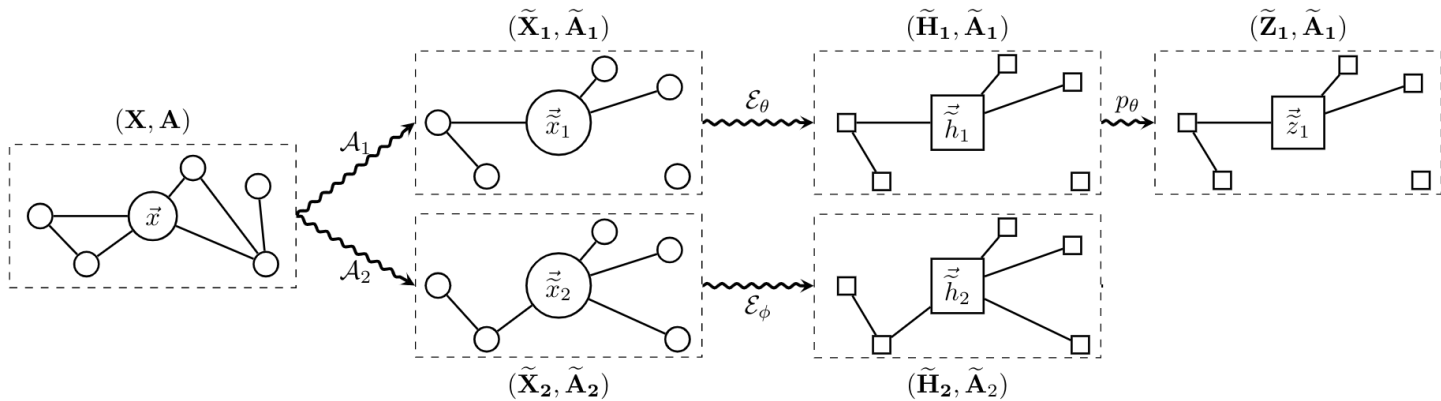 (X̃₁, Ã₁)
(H̃₁, Ã₁)
(Z̃₁, Ã₁)
(X, A)
𝒜₁
x̃⃗₁
ℰ_θ
h̃⃗₁
p_θ
z̃⃗₁
x⃗
𝒜₂
x̃⃗₂
ℰ_ϕ
h̃⃗₂
(X̃₂, Ã₂)
(H̃₂, Ã₂)